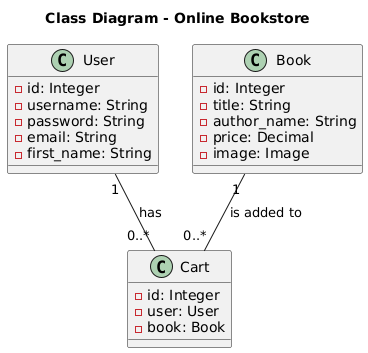 Class Diagram - Online Bookstore
C User
id: Integer
username: String
password: String
email: String
first_name: String
C Book
id: Integer
title: String
author_name: String
price: Decimal
image: Image
1
has
0..*
1
is added to
0..*
C Cart
id: Integer
user: User
book: Book